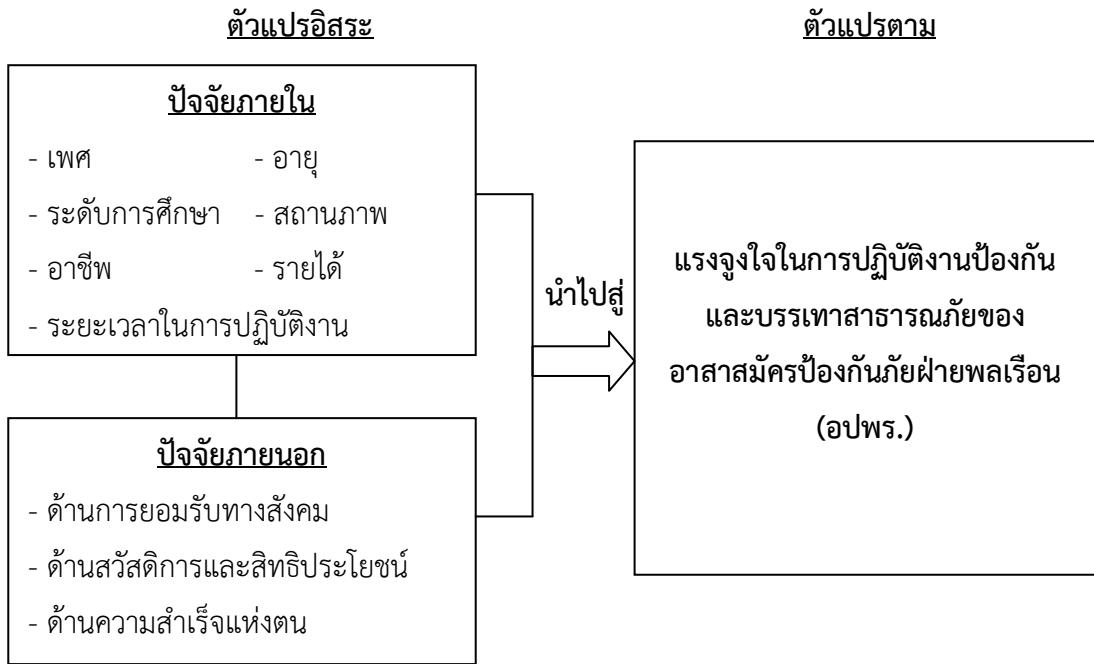 ตัวแปรอิสระ
ตัวแปรตาม
ปัจจัยภายใน
- เพศ - อายุ
- ระดับการศึกษา - สถานภาพ
- อาชีพ - รายได้
- ระยะเวลาในการปฏิบัติงาน
ปัจจัยภายนอก
- ด้านการยอมรับทางสังคม
- ด้านสวัสดิการและสิทธิประโยชน์
- ด้านความสำเร็จแห่งตน
นำไปสู่
แรงจูงใจในการปฏิบัติงานป้องกัน
และบรรเทาสาธารณภัยของ
อาสาสมัครป้องกันภัยฝ่ายพลเรือน
(อปพร.)